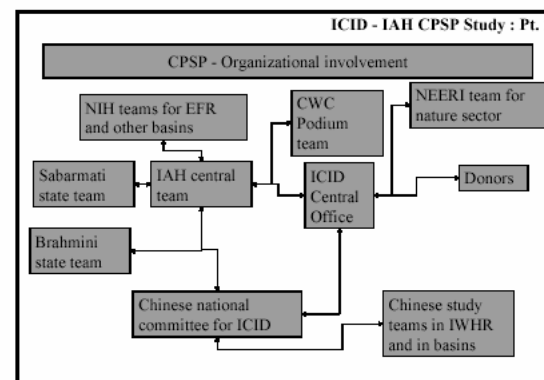 ICID - IAH CPSP Study : Pt.
CPSP - Organizational involvement
NIH teams for EFR
and other basins
CWC
Podium
team
NEERI team for
nature sector
Sabarmati
state team
IAH central
team
ICID
Central
Office
Donors
Brahmini
state team
Chinese national
committee for ICID
Chinese study
teams in IWHR
and in basins